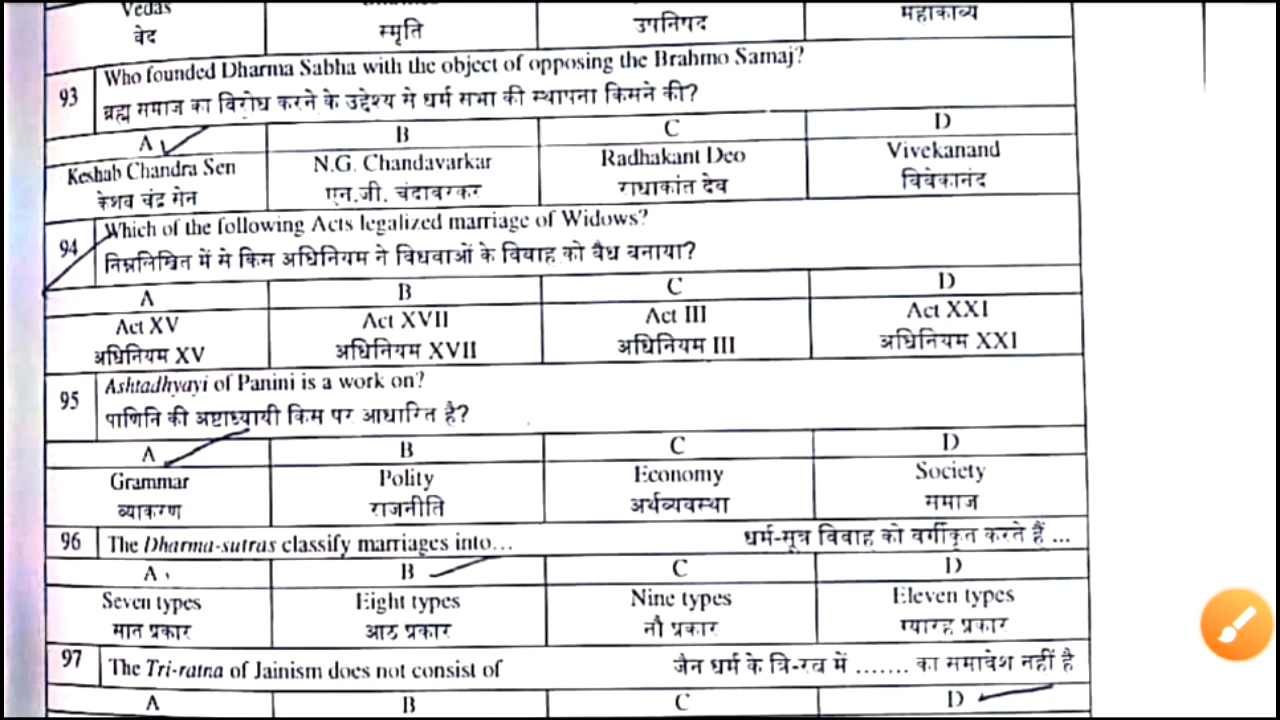 Vedas
वेद
स्मृति
उपनिषद
महाकाव्य
93 Who founded Dharma Sabha with the object of opposing the Brahmo Samaj?
ब्रह्म समाज का विरोध करने के उद्देश्य से धर्म सभा की स्थापना किसने की?
A B C D
Keshab Chandra Sen N.G. Chandavarkar Radhakant Deo Vivekanand
केशव चंद्र सेन एन.जी. चंदावरकर राधाकांत देव विवेकानंद
94 Which of the following Acts legalized marriage of Widows?
निम्नलिखित में से किस अधिनियम ने विधवाओं के विवाह को वैध बनाया?
A B C D
Act XV Act XVII Act III Act XXI
अधिनियम XV अधिनियम XVII अधिनियम III अधिनियम XXI
95 Ashtadhyayi of Panini is a work on?
पाणिनि की अष्टाध्यायी किस पर आधारित है?
A B C D
Grammar Polity Economy Society
व्याकरण राजनीति अर्थव्यवस्था समाज
96 The Dharma-sutras classify marriages into... धर्म-सूत्र विवाह को वर्गीकृत करते हैं ...
A B C D
Seven types Eight types Nine types Eleven types
सात प्रकार आठ प्रकार नौ प्रकार ग्यारह प्रकार
97 The Tri-ratna of Jainism does not consist of जैन धर्म के त्रि-रत्न में ....... का समावेश नहीं है
A B C D